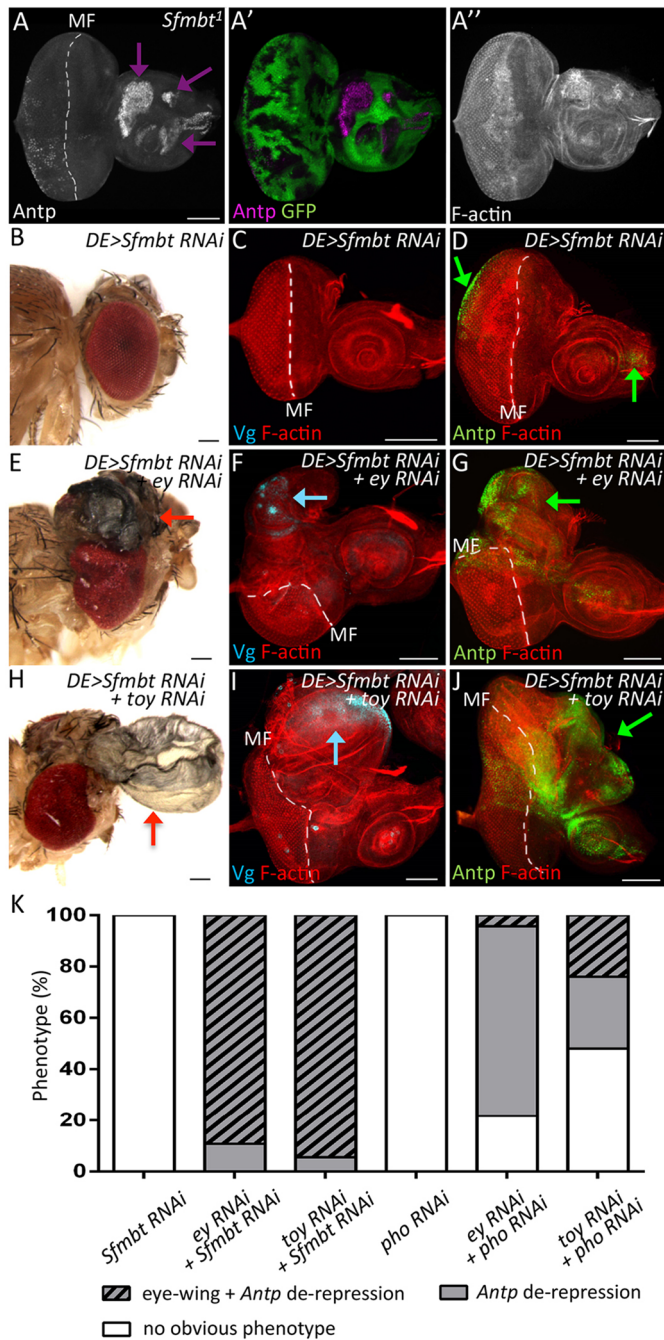 A
MF
Sfmbt¹
Antp
A'
Antp GFP
A''
F-actin
B
DE>Sfmbt RNAi
C
DE>Sfmbt RNAi
MF
Vg F-actin
D
DE>Sfmbt RNAi
MF
Antp F-actin
E
DE>Sfmbt RNAi
+ ey RNAi
F
DE>Sfmbt RNAi
+ ey RNAi
MF
Vg F-actin
G
DE>Sfmbt RNAi
+ ey RNAi
MF
Antp F-actin
H
DE>Sfmbt RNAi
+ toy RNAi
I
DE>Sfmbt RNAi
+ toy RNAi
MF
Vg F-actin
J
DE>Sfmbt RNAi
+ toy RNAi
MF
Antp F-actin
K
Phenotype (%)
100
80
60
40
20
0
Sfmbt RNAi
ey RNAi
+ Sfmbt RNAi
toy RNAi
+ Sfmbt RNAi
pho RNAi
ey RNAi
+ pho RNAi
toy RNAi
+ pho RNAi
eye-wing + Antp de-repression
Antp de-repression
no obvious phenotype